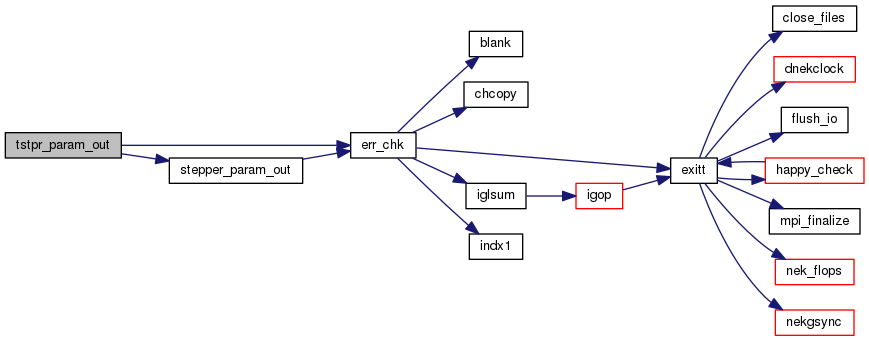 tstpr_param_out
stepper_param_out
err_chk
blank
chcopy
iglsum
indx1
igop
exitt
close_files
dnekclock
flush_io
happy_check
mpi_finalize
nek_flops
nekgsync